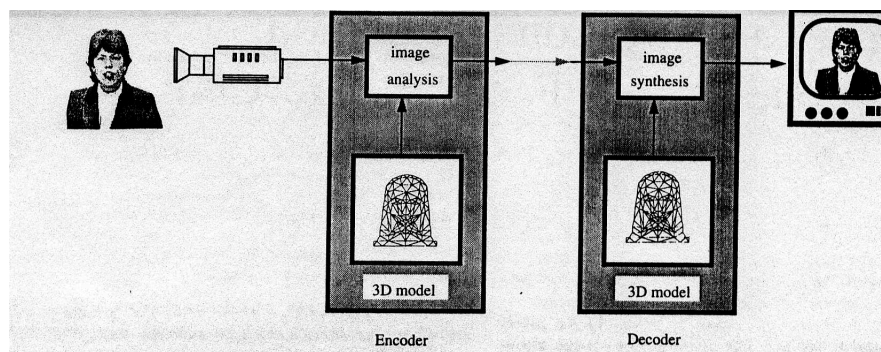 image
analysis
image
synthesis
3D model
3D model
Encoder
Decoder